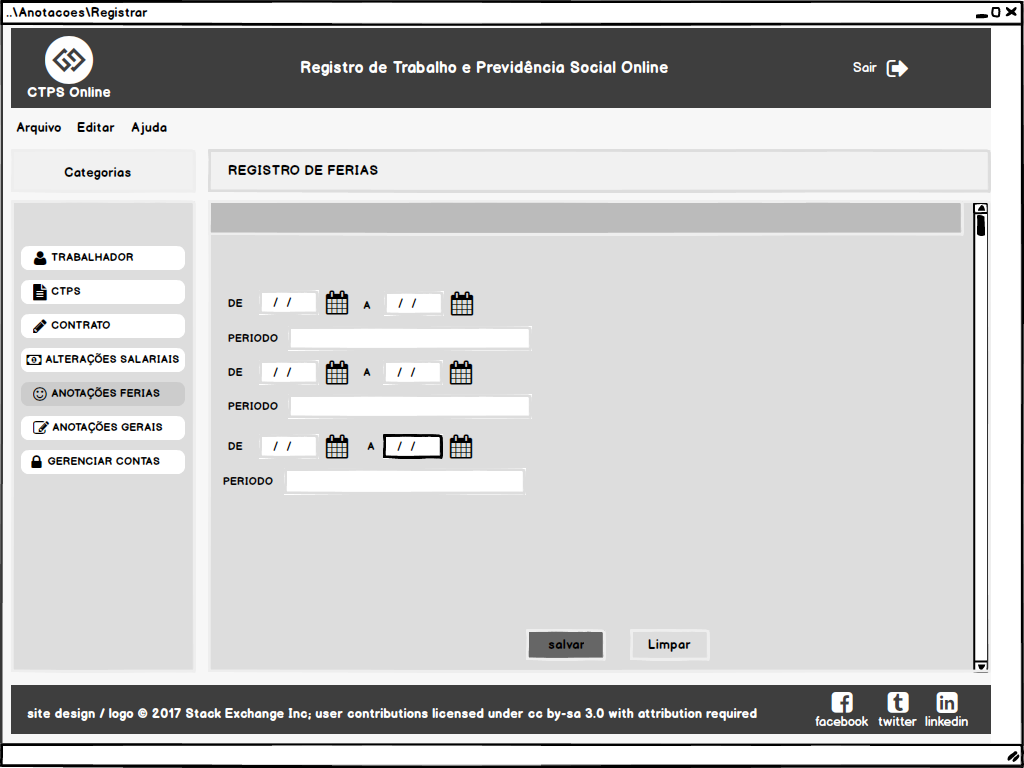 ..\Anotacoes\Registrar
CTPS Online
Registro de Trabalho e Previdência Social Online
Sair
Arquivo Editar Ajuda
Categorias
REGISTRO DE FERIAS
TRABALHADOR
CTPS
CONTRATO
ALTERAÇÕES SALARIAIS
ANOTAÇÕES FERIAS
ANOTAÇÕES GERAIS
GERENCIAR CONTAS
DE / / A / /
PERIODO
DE / / A / /
PERIODO
DE / / A / /
PERIODO
salvar Limpar
site design / logo © 2017 Stack Exchange Inc; user contributions licensed under cc by-sa 3.0 with attribution required
facebook twitter linkedin